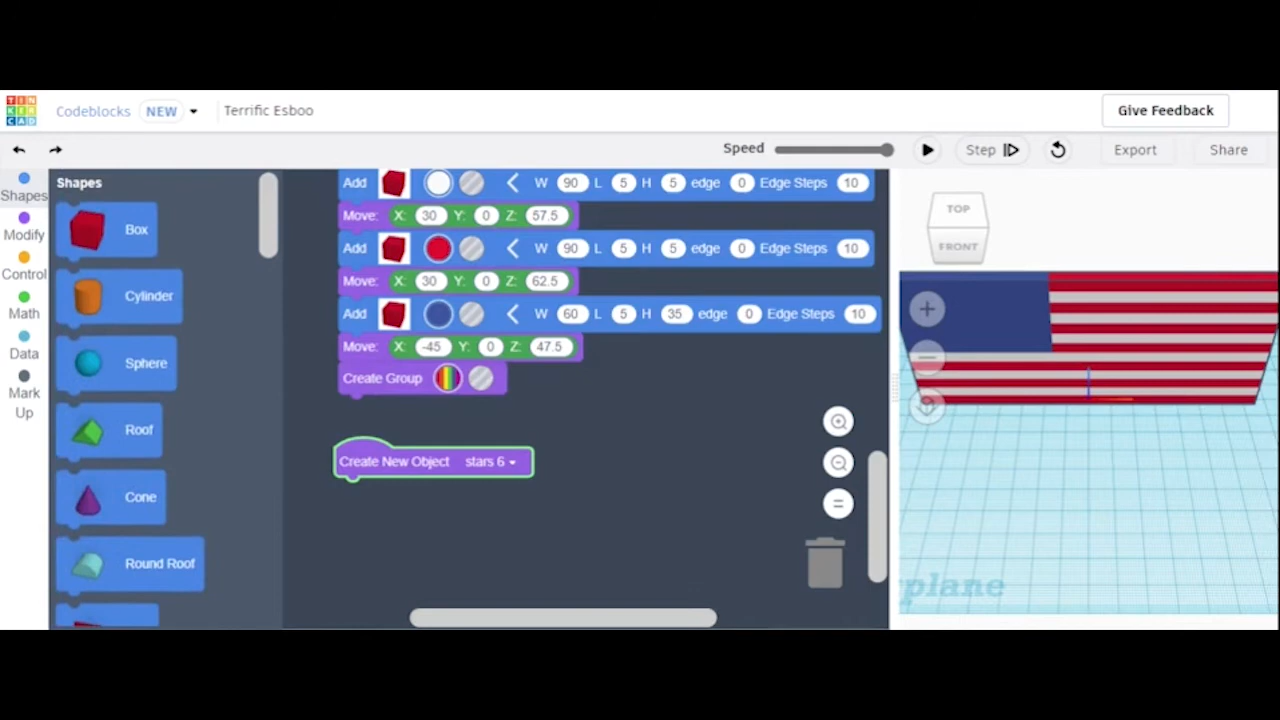 TIN
KER
CAD
Codeblocks NEW Terrific Esboo Give Feedback
Speed Step Export Share
Shapes
Modify
Control
Math
Data
Mark
Up
Shapes
Box
Cylinder
Sphere
Roof
Cone
Round Roof
Add W 90 L 5 H 5 edge 0 Edge Steps 10
Move: X: 30 Y: 0 Z: 57.5
Add W 90 L 5 H 5 edge 0 Edge Steps 10
Move: X: 30 Y: 0 Z: 62.5
Add W 60 L 5 H 35 edge 0 Edge Steps 10
Move: X: -45 Y: 0 Z: 47.5
Create Group
Create New Object stars 6
TOP
FRONT
plane